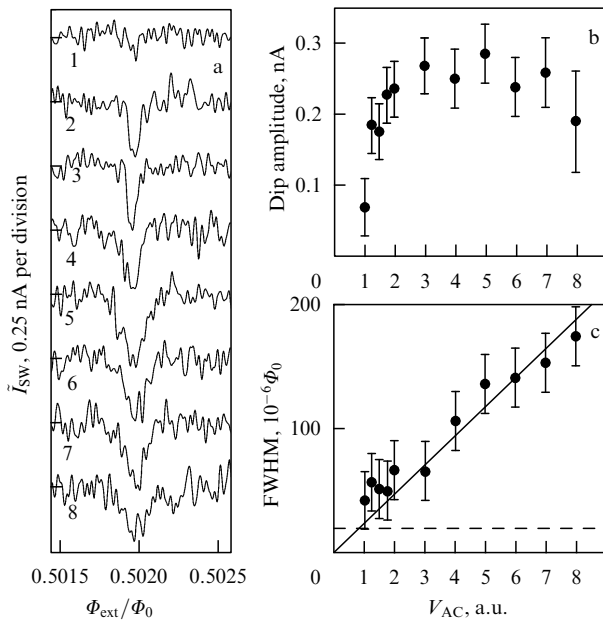 a
1
2
3
4
5
6
7
8
Ĩ_SW, 0.25 nA per division
0.5015 0.5020 0.5025
Φ_ext/Φ_0
b
Dip amplitude, nA
0.3
0.2
0.1
0 1 2 3 4 5 6 7 8
c
FWHM, 10^−6Φ_0
200
100
0 1 2 3 4 5 6 7 8
V_AC, a.u.